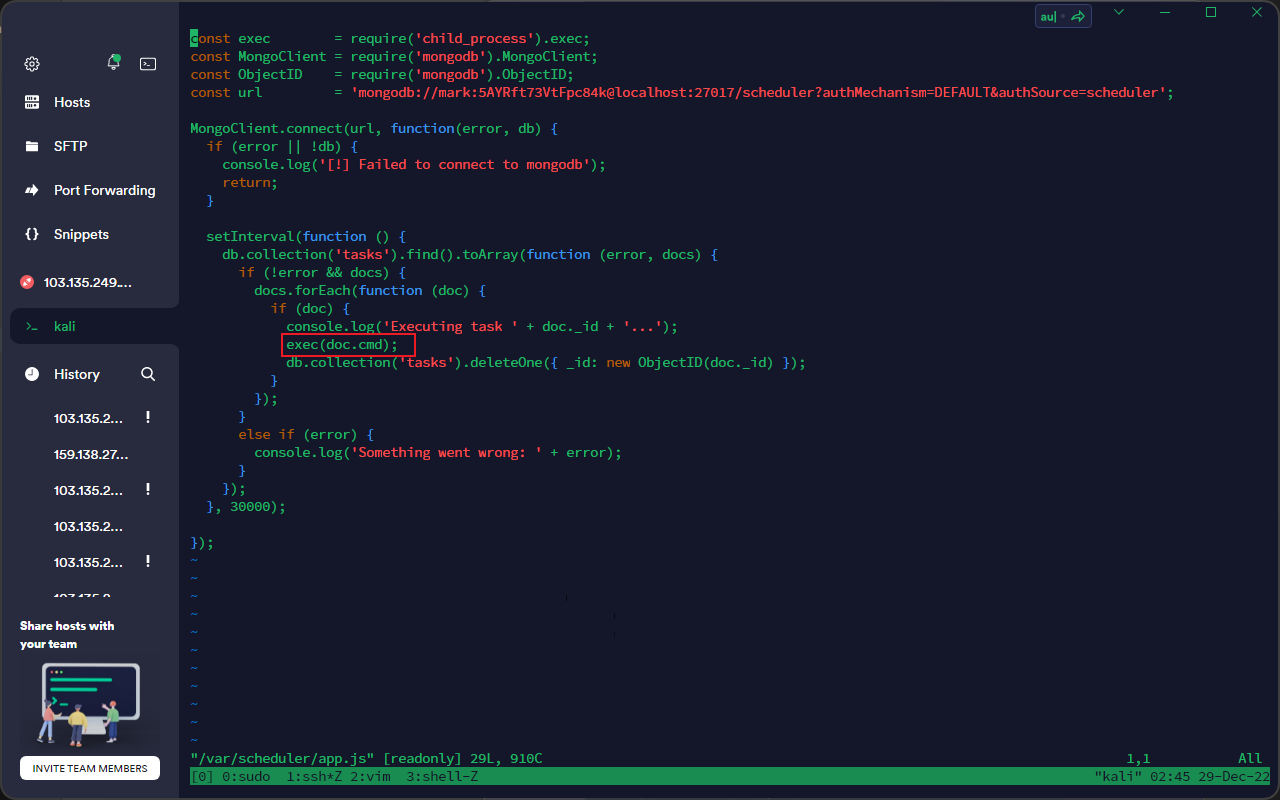 au|
Hosts
SFTP
Port Forwarding
Snippets
103.135.249....
kali
History
103.135.2... !
159.138.27...
103.135.2... !
103.135.2...
103.135.2... !
Share hosts with
your team
INVITE TEAM MEMBERS
const exec        = require('child_process').exec;
const MongoClient = require('mongodb').MongoClient;
const ObjectID    = require('mongodb').ObjectID;
const url         = 'mongodb://mark:5AYRft73VtFpc84k@localhost:27017/scheduler?authMechanism=DEFAULT&authSource=scheduler';
MongoClient.connect(url, function(error, db) {
  if (error || !db) {
    console.log('[!] Failed to connect to mongodb');
    return;
  }
  setInterval(function () {
    db.collection('tasks').find().toArray(function (error, docs) {
      if (!error && docs) {
        docs.forEach(function (doc) {
          if (doc) {
            console.log('Executing task ' + doc._id + '...');
            exec(doc.cmd);
            db.collection('tasks').deleteOne({ _id: new ObjectID(doc._id) });
          }
        });
      }
      else if (error) {
        console.log('Something went wrong: ' + error);
      }
    });
  }, 30000);
});
~
~
~
~
~
~
~
~
~
~
~
"/var/scheduler/app.js" [readonly] 29L, 910C 1,1 All
[0] 0:sudo  1:ssh*Z 2:vim  3:shell-Z "kali" 02:45 29-Dec-22